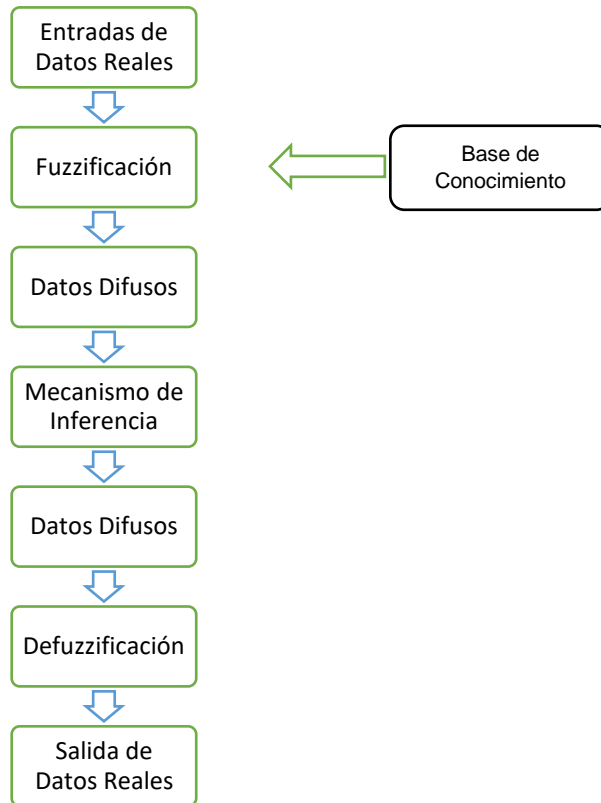 Entradas de
Datos Reales
Fuzzificación
Base de
Conocimiento
Datos Difusos
Mecanismo de
Inferencia
Datos Difusos
Defuzzificación
Salida de
Datos Reales